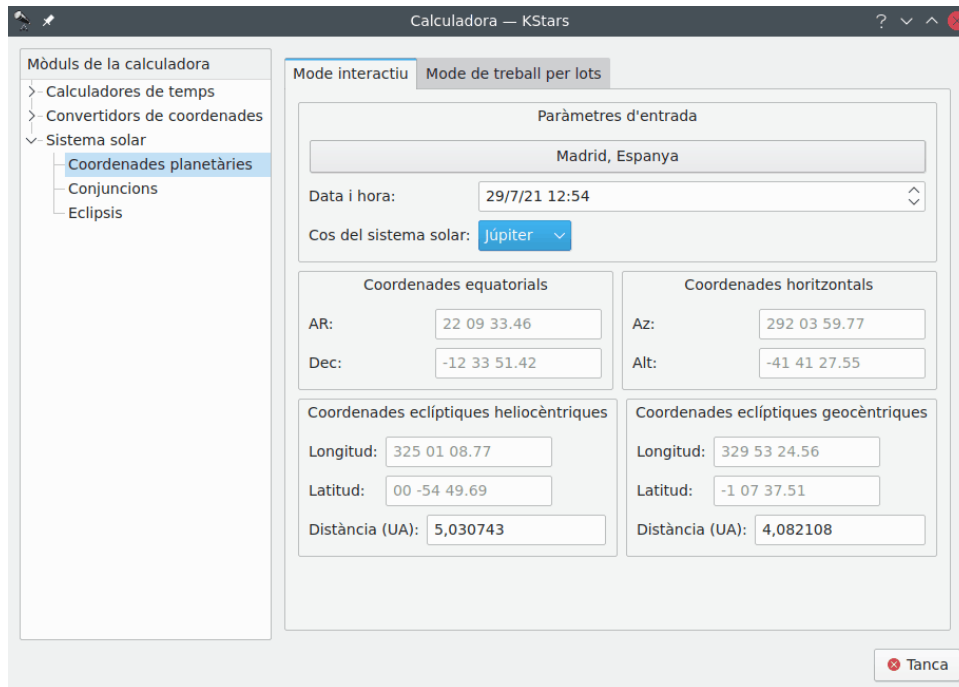 Calculadora — KStars
Mòduls de la calculadora
Calculadores de temps
Convertidors de coordenades
Sistema solar
Coordenades planetàries
Conjuncions
Eclipsis
Mode interactiu Mode de treball per lots
Paràmetres d'entrada
Madrid, Espanya
Data i hora: 29/7/21 12:54
Cos del sistema solar: Júpiter
Coordenades equatorials
AR: 22 09 33.46
Dec: -12 33 51.42
Coordenades horitzontals
Az: 292 03 59.77
Alt: -41 41 27.55
Coordenades eclíptiques heliocèntriques
Longitud: 325 01 08.77
Latitud: 00 -54 49.69
Distància (UA): 5,030743
Coordenades eclíptiques geocèntriques
Longitud: 329 53 24.56
Latitud: -1 07 37.51
Distància (UA): 4,082108
Tanca